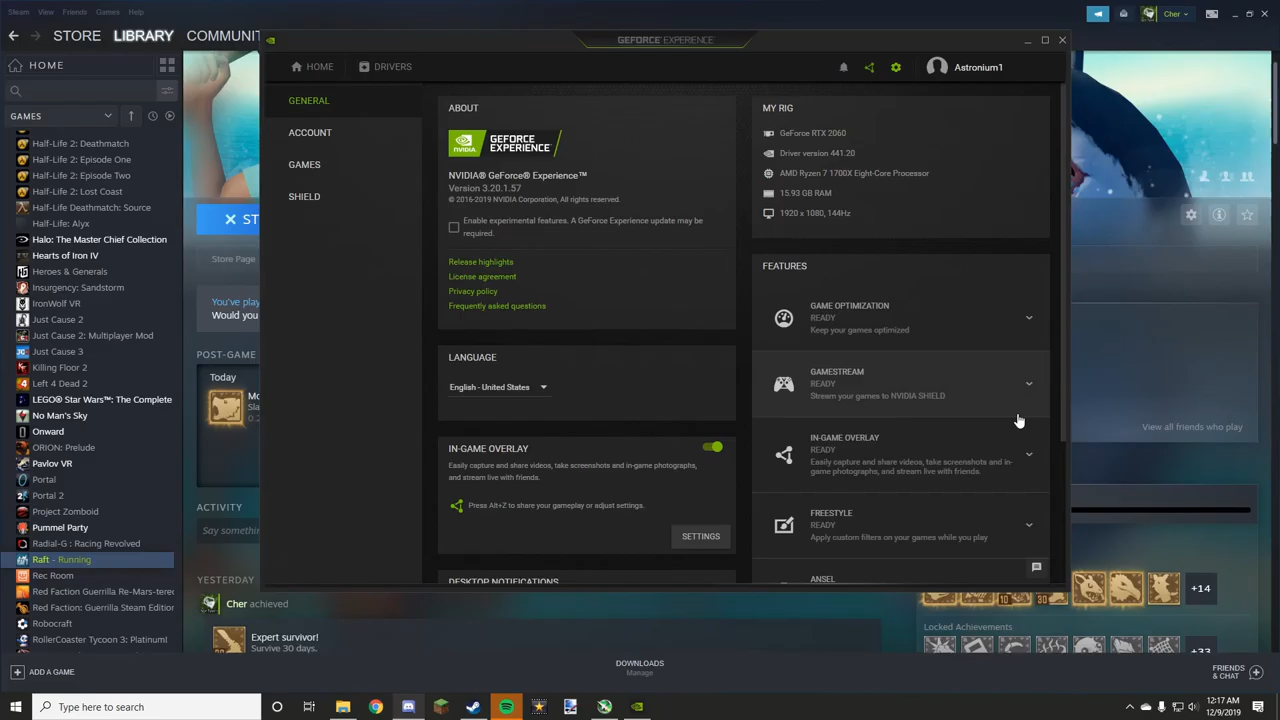 Steam View Friends Games Help
Cher
STORE LIBRARY COMMUN
GEFORCE EXPERIENCE
HOME
HOME DRIVERS
Astronium1
GAMES
Half-Life 2: Deathmatch
Half-Life 2: Episode One
Half-Life 2: Episode Two
Half-Life 2: Lost Coast
Half-Life Deathmatch: Source
Half-Life: Alyx
Halo: The Master Chief Collection
Hearts of Iron IV
Heroes & Generals
Insurgency: Sandstorm
IronWolf VR
Just Cause 2
Just Cause 2: Multiplayer Mod
Just Cause 3
Killing Floor 2
Left 4 Dead 2
LEGO® Star Wars™: The Complete
No Man's Sky
Onward
ORION: Prelude
Pavlov VR
Portal
Portal 2
Project Zomboid
Pummel Party
Radial-G : Racing Revolved
Raft - Running
Rec Room
Red Faction Guerrilla Re-Mars-tered
Red Faction: Guerrilla Steam Edition
Robocraft
RollerCoaster Tycoon 3: Platinum!
ADD A GAME
ST
Store Page
You've play
Would you
POST-GAME
Today
Mo
Sla
0.2
ACTIVITY
Say something
YESTERDAY
Cher achieved
Expert survivor!
Survive 30 days.
GENERAL
ACCOUNT
GAMES
SHIELD
ABOUT
NVIDIA
GEFORCE
EXPERIENCE
NVIDIA® GeForce® Experience™
Version 3.20.1.57
© 2016-2019 NVIDIA Corporation, All rights reserved.
Enable experimental features. A GeForce Experience update may be
required.
Release highlights
License agreement
Privacy policy
Frequently asked questions
LANGUAGE
English - United States
IN-GAME OVERLAY
Easily capture and share videos, take screenshots and in-game photographs,
and stream live with friends.
Press Alt+Z to share your gameplay or adjust settings.
SETTINGS
DESKTOP NOTIFICATIONS
MY RIG
GeForce RTX 2060
Driver version 441.20
AMD Ryzen 7 1700X Eight-Core Processor
15.93 GB RAM
1920 x 1080, 144Hz
FEATURES
GAME OPTIMIZATION
READY
Keep your games optimized
GAMESTREAM
READY
Stream your games to NVIDIA SHIELD
IN-GAME OVERLAY
READY
Easily capture and share videos, take screenshots and in-
game photographs, and stream live with friends.
FREESTYLE
READY
Apply custom filters on your games while you play
ANSEL
View all friends who play
10
30
+14
Locked Achievements
+33
DOWNLOADS
Manage
FRIENDS
& CHAT
Type here to search
12:17 AM
12/9/2019